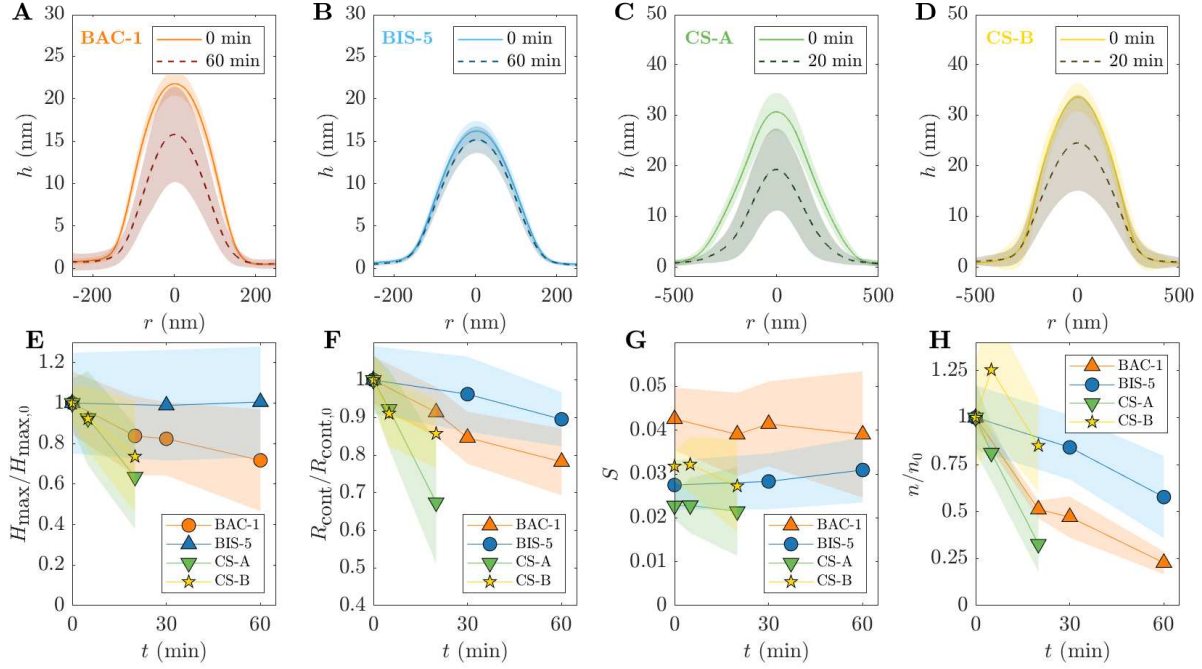 A
BAC-1
0 min
60 min
h (nm)
30
25
20
15
10
5
0
-200
0
200
r (nm)
B
BIS-5
0 min
60 min
h (nm)
30
25
20
15
10
5
0
-200
0
200
r (nm)
C
CS-A
0 min
20 min
h (nm)
50
40
30
20
10
0
-500
0
500
r (nm)
D
CS-B
0 min
20 min
h (nm)
50
40
30
20
10
0
-500
0
500
r (nm)
E
Hmax/Hmax,0
1.2
1
0.8
0.6
0.4
0.2
0
BAC-1
BIS-5
CS-A
CS-B
0
30
60
t (min)
F
Rcont/Rcont,0
1.1
1
0.9
0.8
0.7
0.6
0.5
0.4
BAC-1
BIS-5
CS-A
CS-B
0
30
60
t (min)
G
S
0.05
0.04
0.03
0.02
0.01
0
BAC-1
BIS-5
CS-A
CS-B
0
30
60
t (min)
H
n/n0
1.25
1
0.75
0.5
0.25
0
BAC-1
BIS-5
CS-A
CS-B
0
30
60
t (min)